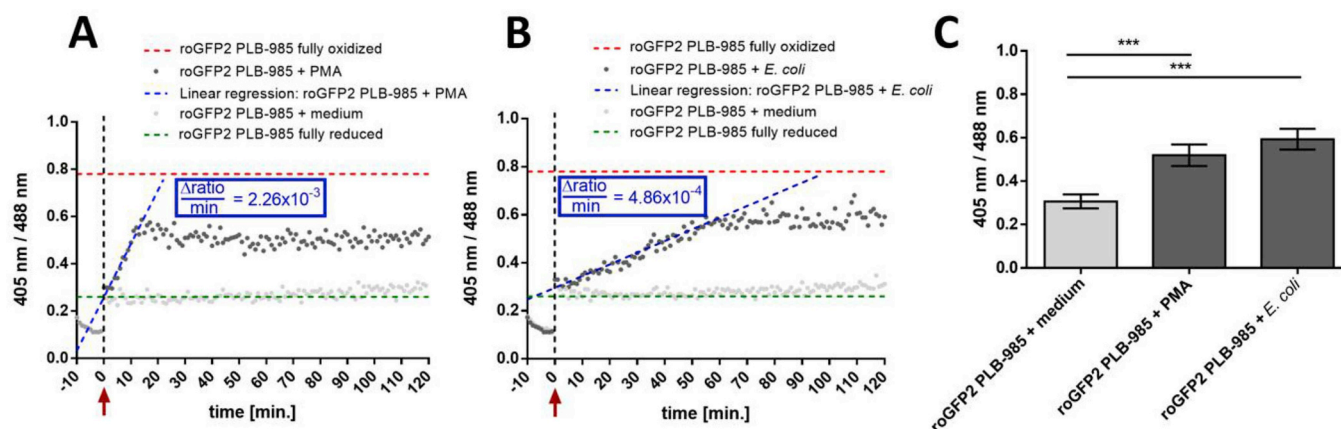 A
roGFP2 PLB-985 fully oxidized
roGFP2 PLB-985 + PMA
Linear regression: roGFP2 PLB-985 + PMA
roGFP2 PLB-985 + medium
roGFP2 PLB-985 fully reduced
405 nm / 488 nm
1.0
0.8
0.6
0.4
0.2
0.0
Δratio
min
= 2.26x10⁻³
-10 0 10 20 30 40 50 60 70 80 90 100 110 120
time [min.]
B
roGFP2 PLB-985 fully oxidized
roGFP2 PLB-985 + E. coli
Linear regression: roGFP2 PLB-985 + E. coli
roGFP2 PLB-985 + medium
roGFP2 PLB-985 fully reduced
405 nm / 488 nm
1.0
0.8
0.6
0.4
0.2
0.0
Δratio
min
= 4.86x10⁻⁴
-10 0 10 20 30 40 50 60 70 80 90 100 110 120
time [min.]
C
405 nm / 488 nm
1.0
0.8
0.6
0.4
0.2
0.0
***
***
roGFP2 PLB-985 + medium
roGFP2 PLB-985 + PMA
roGFP2 PLB-985 + E. coli